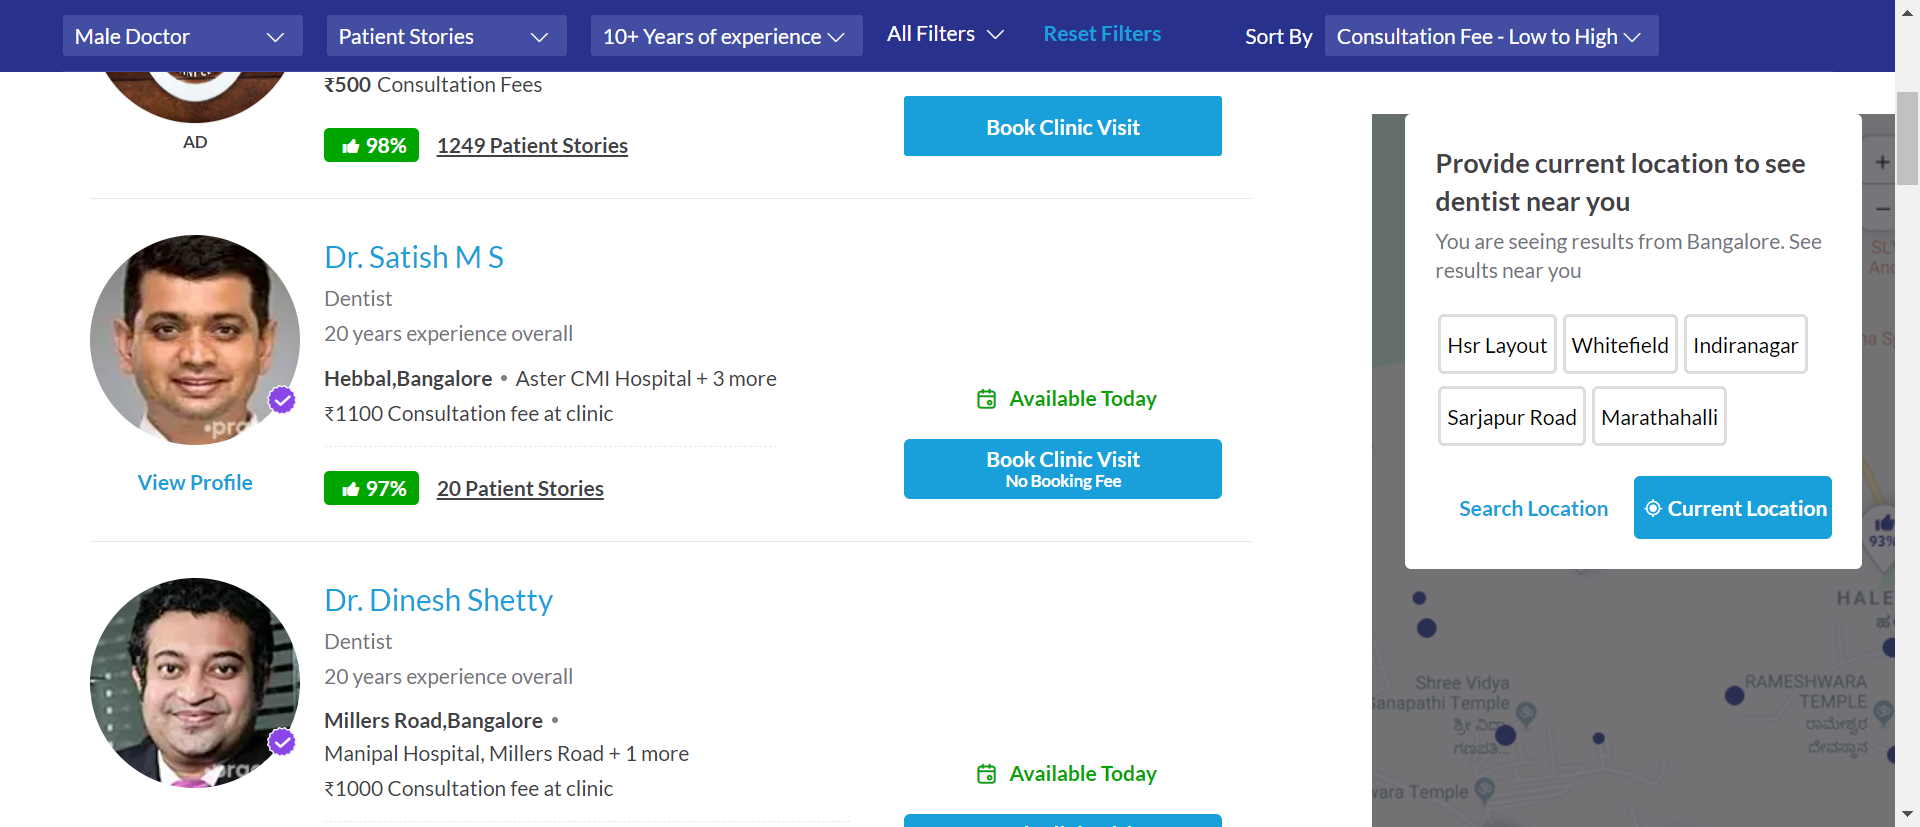 Male Doctor
Patient Stories
10+ Years of experience
All Filters
Reset Filters
Sort By
Consultation Fee - Low to High
₹500 Consultation Fees
AD
98%
1249 Patient Stories
Book Clinic Visit
Dr. Satish M S
Dentist
20 years experience overall
Hebbal,Bangalore • Aster CMI Hospital + 3 more
₹1100 Consultation fee at clinic
Available Today
Book Clinic Visit
No Booking Fee
View Profile
97%
20 Patient Stories
Dr. Dinesh Shetty
Dentist
20 years experience overall
Millers Road,Bangalore •
Manipal Hospital, Millers Road + 1 more
₹1000 Consultation fee at clinic
Available Today
Provide current location to see
dentist near you
You are seeing results from Bangalore. See
results near you
Hsr Layout
Whitefield
Indiranagar
Sarjapur Road
Marathahalli
Search Location
Current Location
93%
HALE
Shree Vidya
Ganapathi Temple
ಶ್ರೀ ವಿದ್ಯಾ
ಗಣಪತಿ...
RAMESHWARA
TEMPLE
ರಾಮೇಶ್ವರ
ದೇವಸ್ಥಾನ
wara Temple